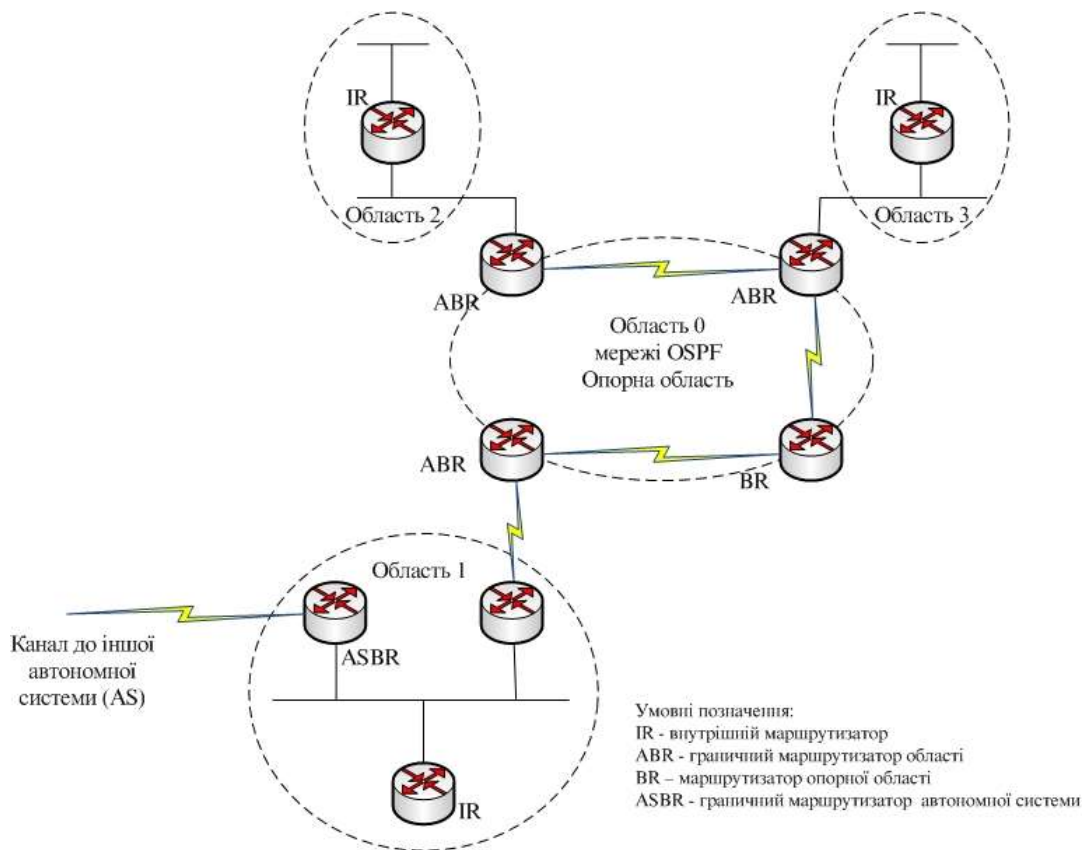 IR
IR
Область 2
Область 3
ABR
ABR
Область 0
мережі OSPF
Опорна область
ABR
BR
Область 1
Канал до іншої
автономної
системи (AS)
ASBR
IR
Умовні позначення:
IR - внутрішній маршрутизатор
ABR - граничний маршрутизатор області
BR – маршрутизатор опорної області
ASBR - граничний маршрутизатор автономної системи